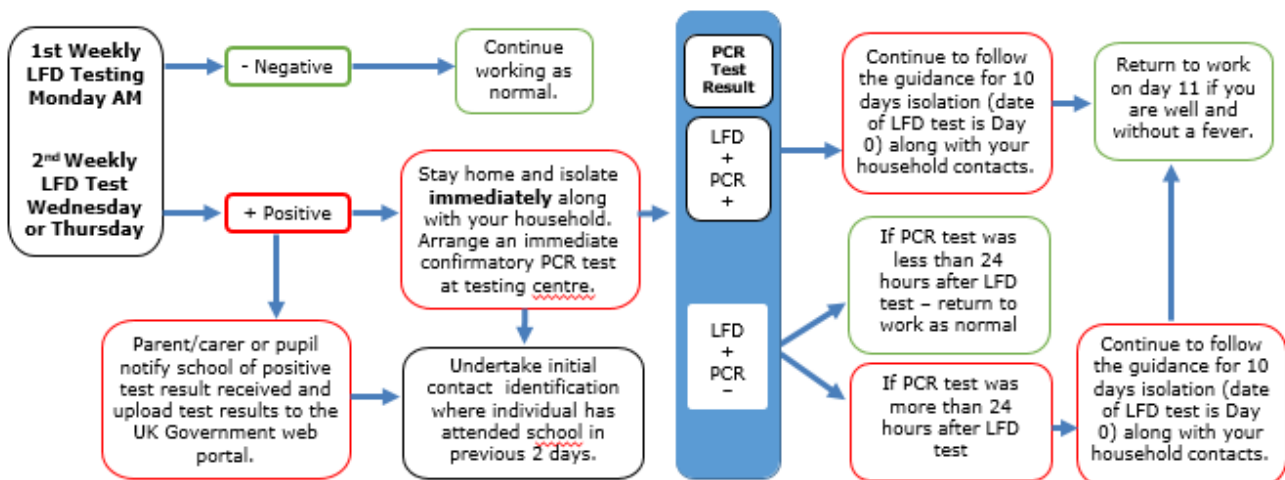 1st Weekly
LFD Testing
Monday AM
2nd Weekly
LFD Test
Wednesday
or Thursday
- Negative
Continue
working as
normal.
+ Positive
Stay home and isolate
immediately along
with your household.
Arrange an immediate
confirmatory PCR test
at testing centre.
Parent/carer or pupil
notify school of positive
test result received and
upload test results to the
UK Government web
portal.
Undertake initial
contact identification
where individual has
attended school in
previous 2 days.
PCR
Test
Result
LFD
+
PCR
+
LFD
+
PCR
−
Continue to follow
the guidance for 10
days isolation (date
of LFD test is Day
0) along with your
household contacts.
Return to work
on day 11 if you
are well and
without a fever.
If PCR test was
less than 24
hours after LFD
test – return to
work as normal
If PCR test was
more than 24
hours after LFD
test
Continue to follow
the guidance for 10
days isolation (date
of LFD test is Day
0) along with your
household contacts.